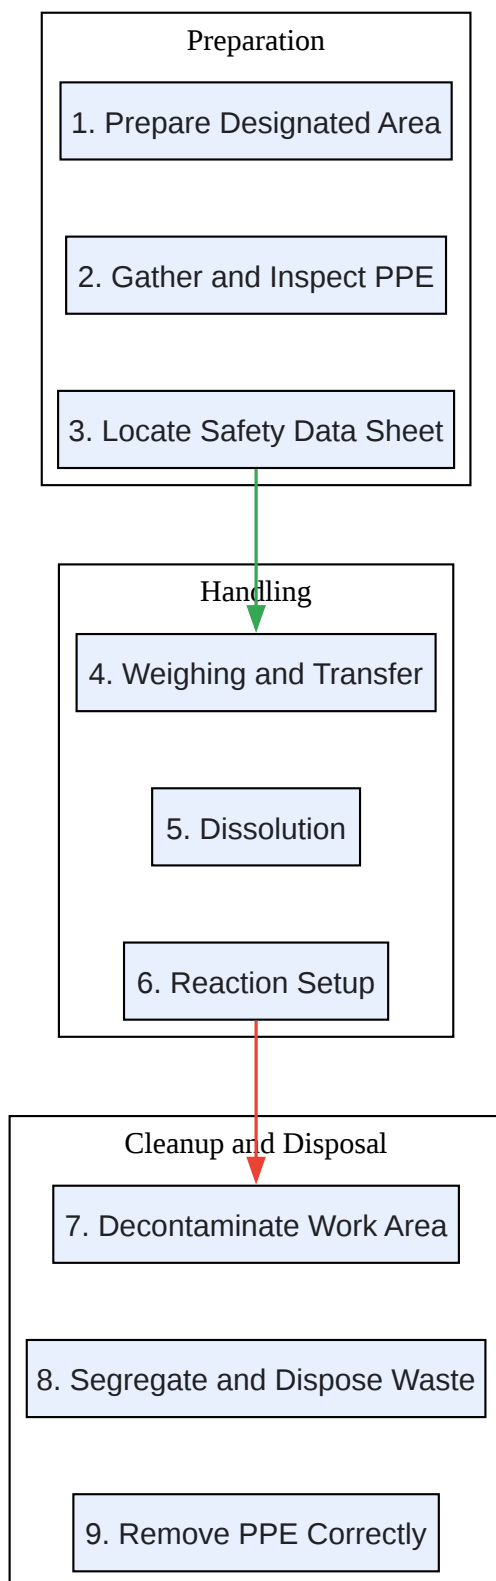 Preparation
1. Prepare Designated Area
2. Gather and Inspect PPE
3. Locate Safety Data Sheet
Handling
4. Weighing and Transfer
5. Dissolution
6. Reaction Setup
Cleanup and Disposal
7. Decontaminate Work Area
8. Segregate and Dispose Waste
9. Remove PPE Correctly